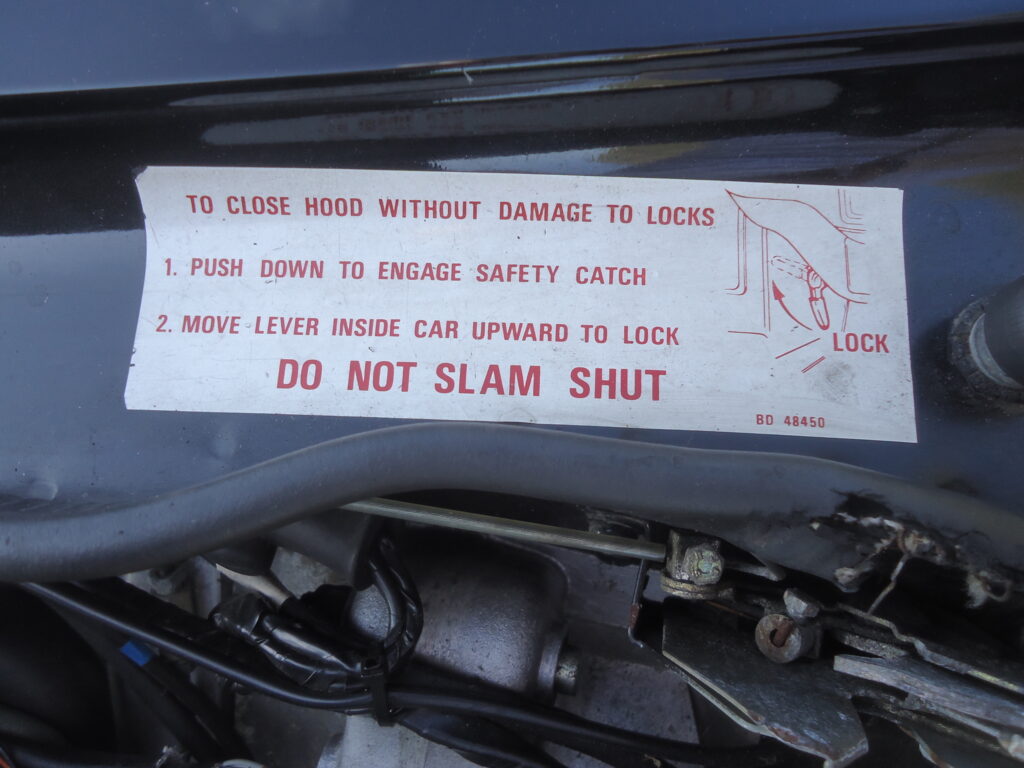 TO CLOSE HOOD WITHOUT DAMAGE TO LOCKS
1. PUSH DOWN TO ENGAGE SAFETY CATCH
2. MOVE LEVER INSIDE CAR UPWARD TO LOCK
LOCK
DO NOT SLAM SHUT
BD 48450